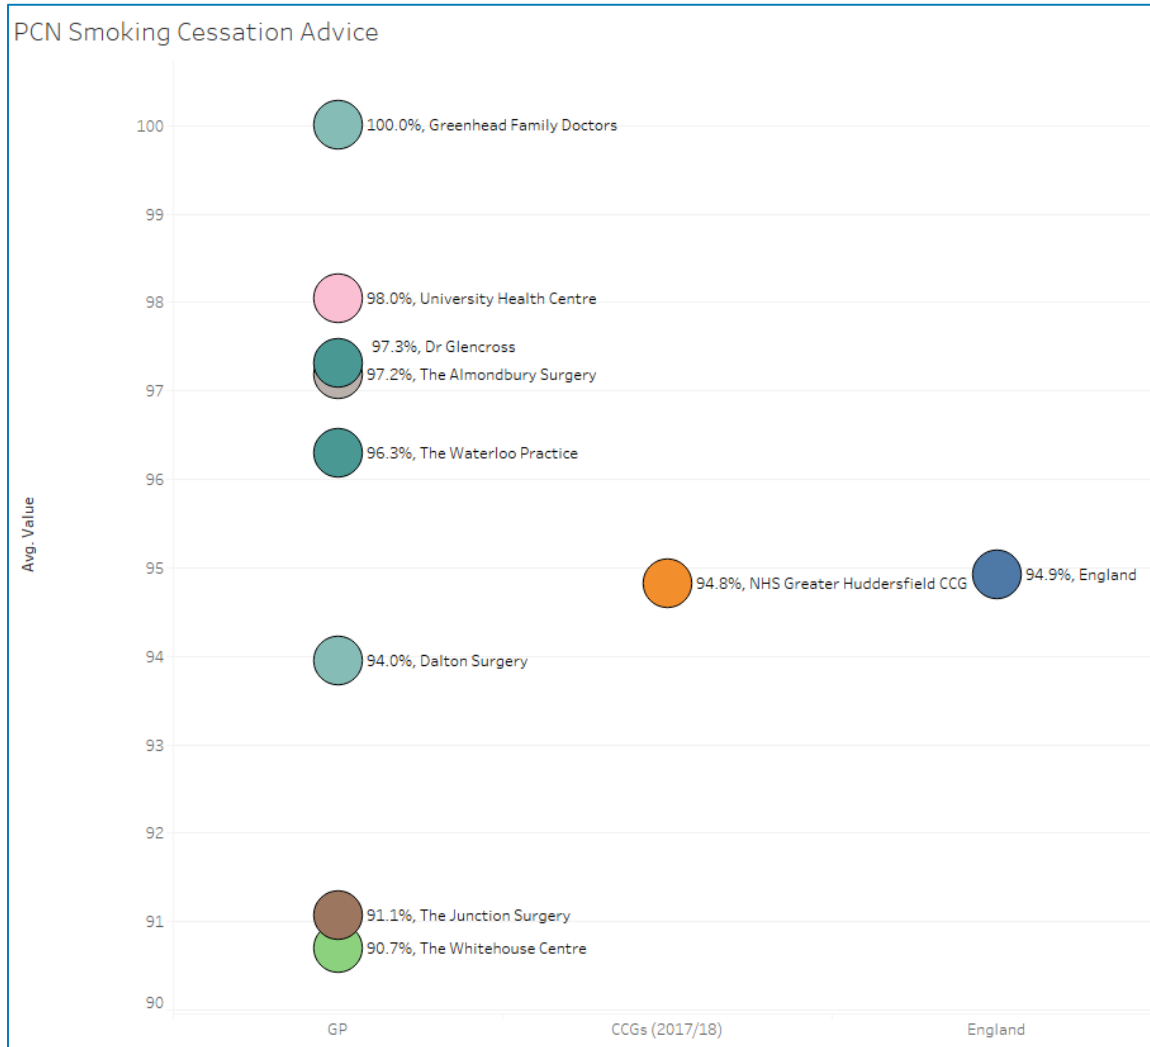 PCN Smoking Cessation Advice
100
100.0%, Greenhead Family Doctors
99
98
98.0%, University Health Centre
97.3%, Dr Glencross
97.2%, The Almondbury Surgery
97
96.3%, The Waterloo Practice
96
Avg. Value
95
94.8%, NHS Greater Huddersfield CCG
94.9%, England
94
94.0%, Dalton Surgery
93
92
91
91.1%, The Junction Surgery
90.7%, The Whitehouse Centre
90
GP
CCGs (2017/18)
England